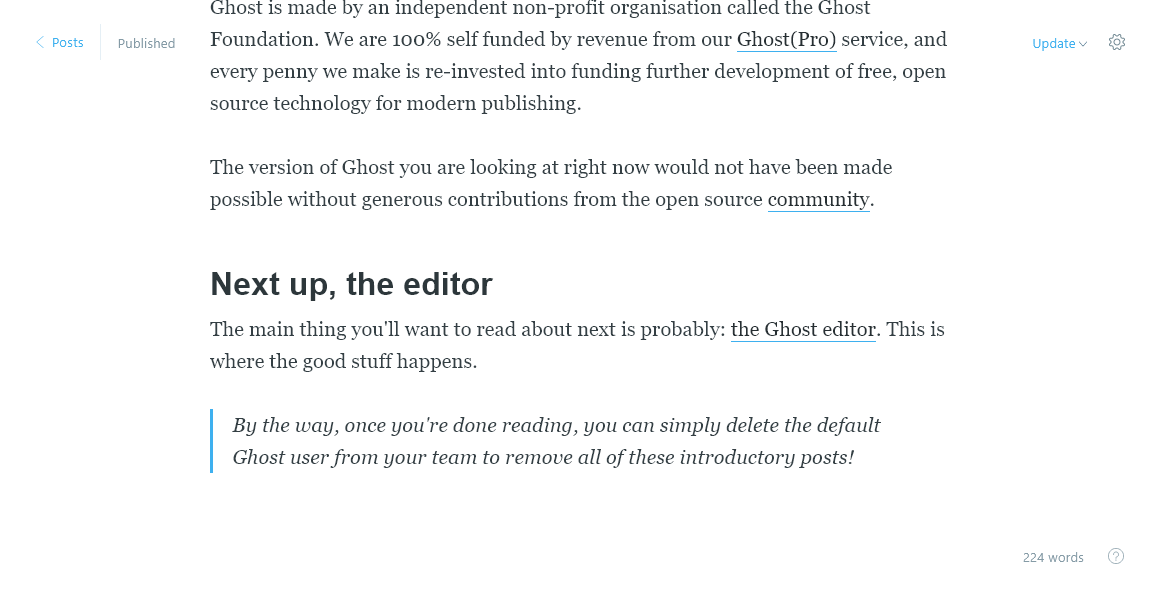 Ghost is made by an independent non-profit organisation called the Ghost
Posts
Published
Foundation. We are 100% self funded by revenue from our Ghost(Pro) service, and
Update
every penny we make is re-invested into funding further development of free, open
source technology for modern publishing.
The version of Ghost you are looking at right now would not have been made
possible without generous contributions from the open source community.
Next up, the editor
The main thing you'll want to read about next is probably: the Ghost editor. This is
where the good stuff happens.
By the way, once you're done reading, you can simply delete the default
Ghost user from your team to remove all of these introductory posts!
224 words
?